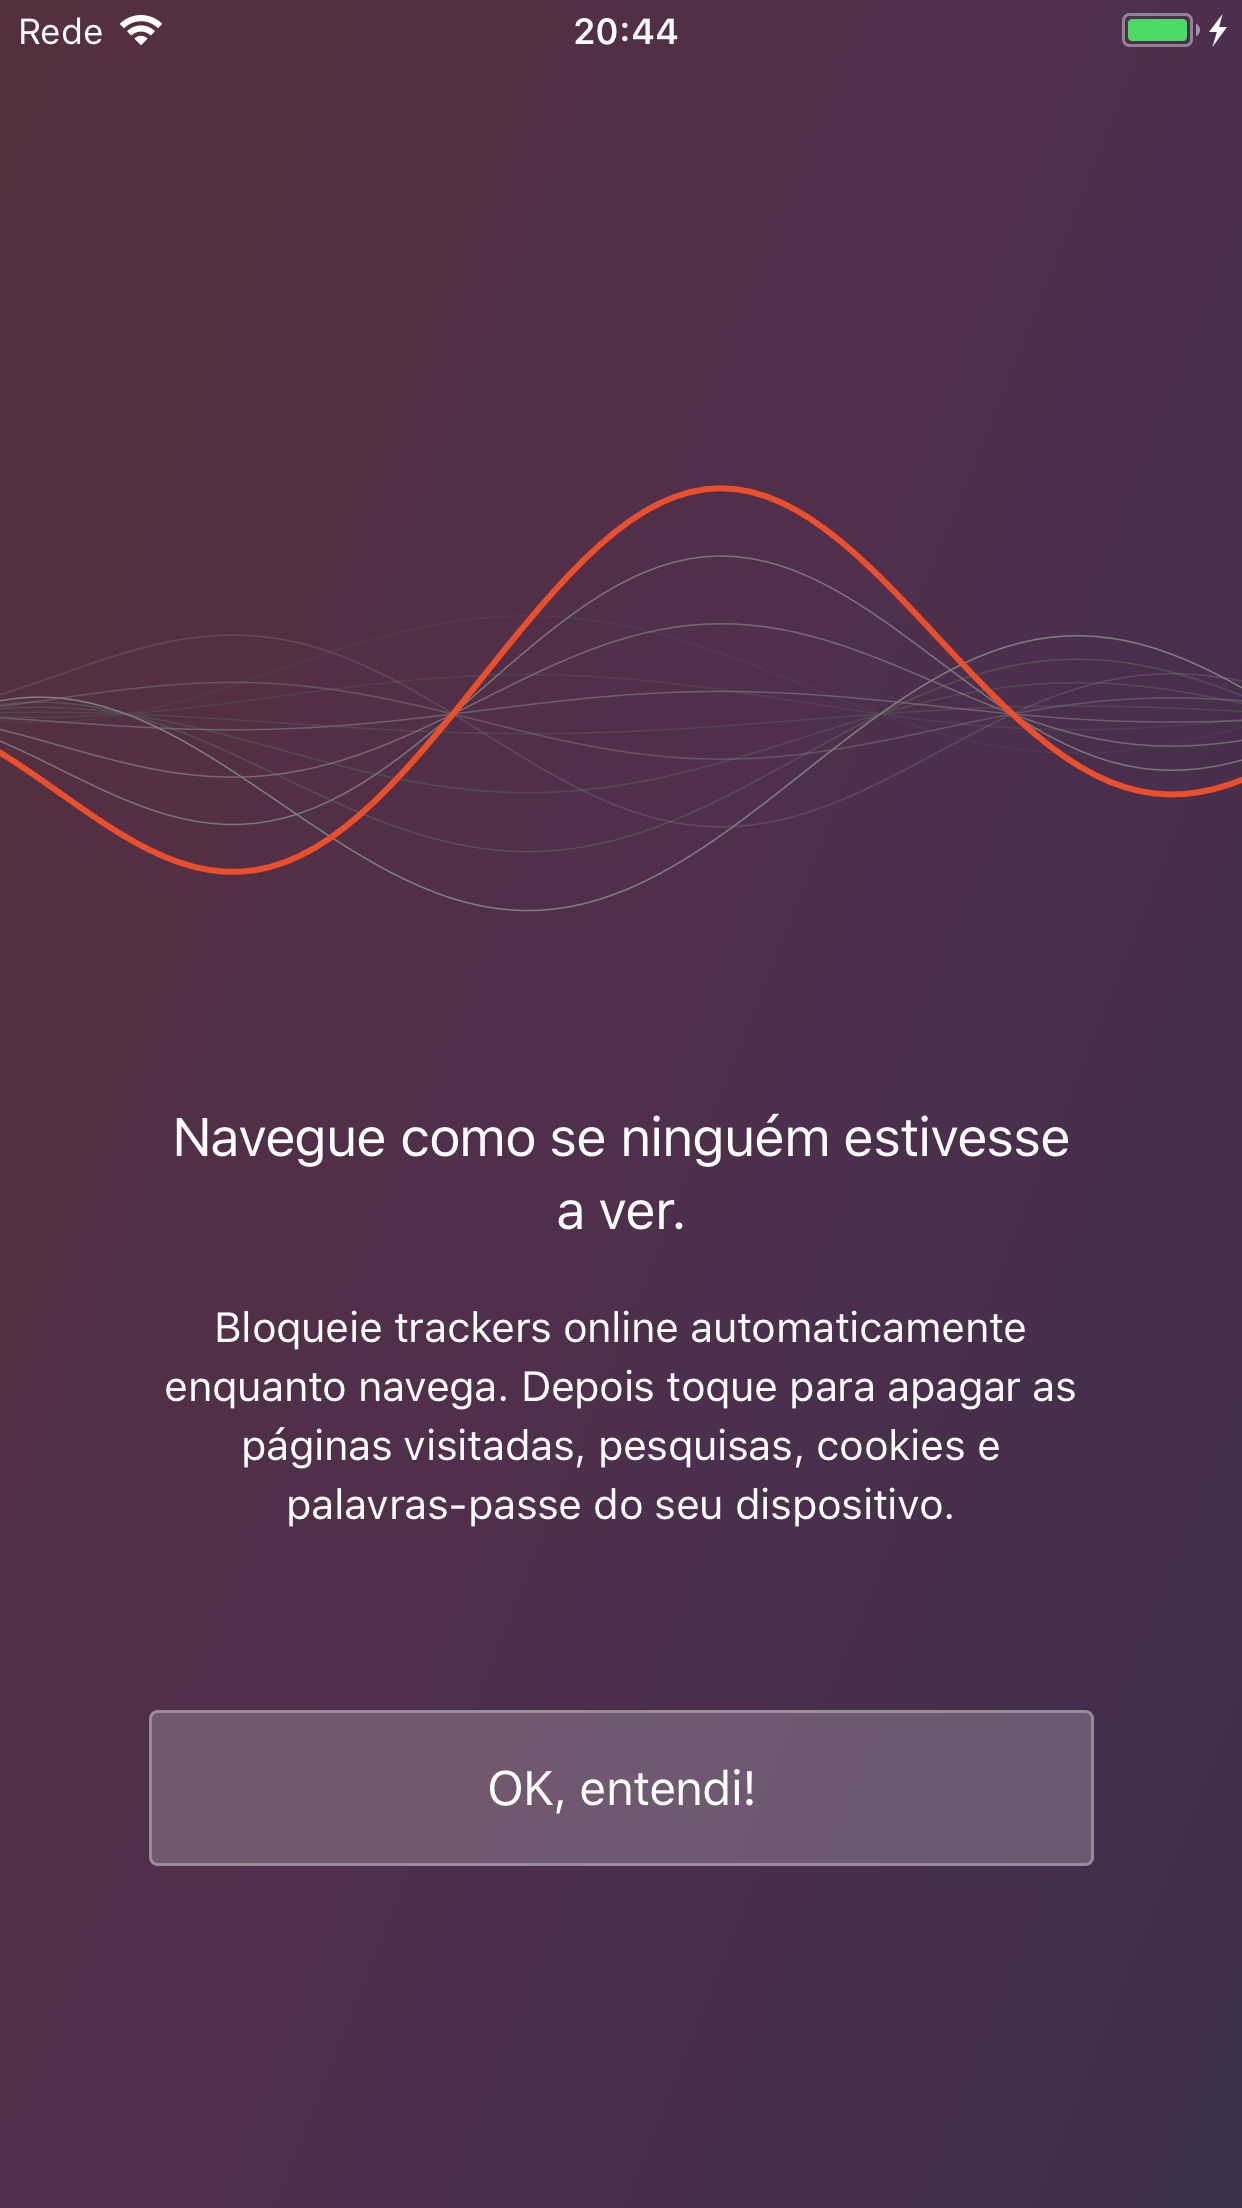 Rede
20:44
Navegue como se ninguém estivesse
a ver.
Bloqueie trackers online automaticamente
enquanto navega. Depois toque para apagar as
páginas visitadas, pesquisas, cookies e
palavras-passe do seu dispositivo.
OK, entendi!